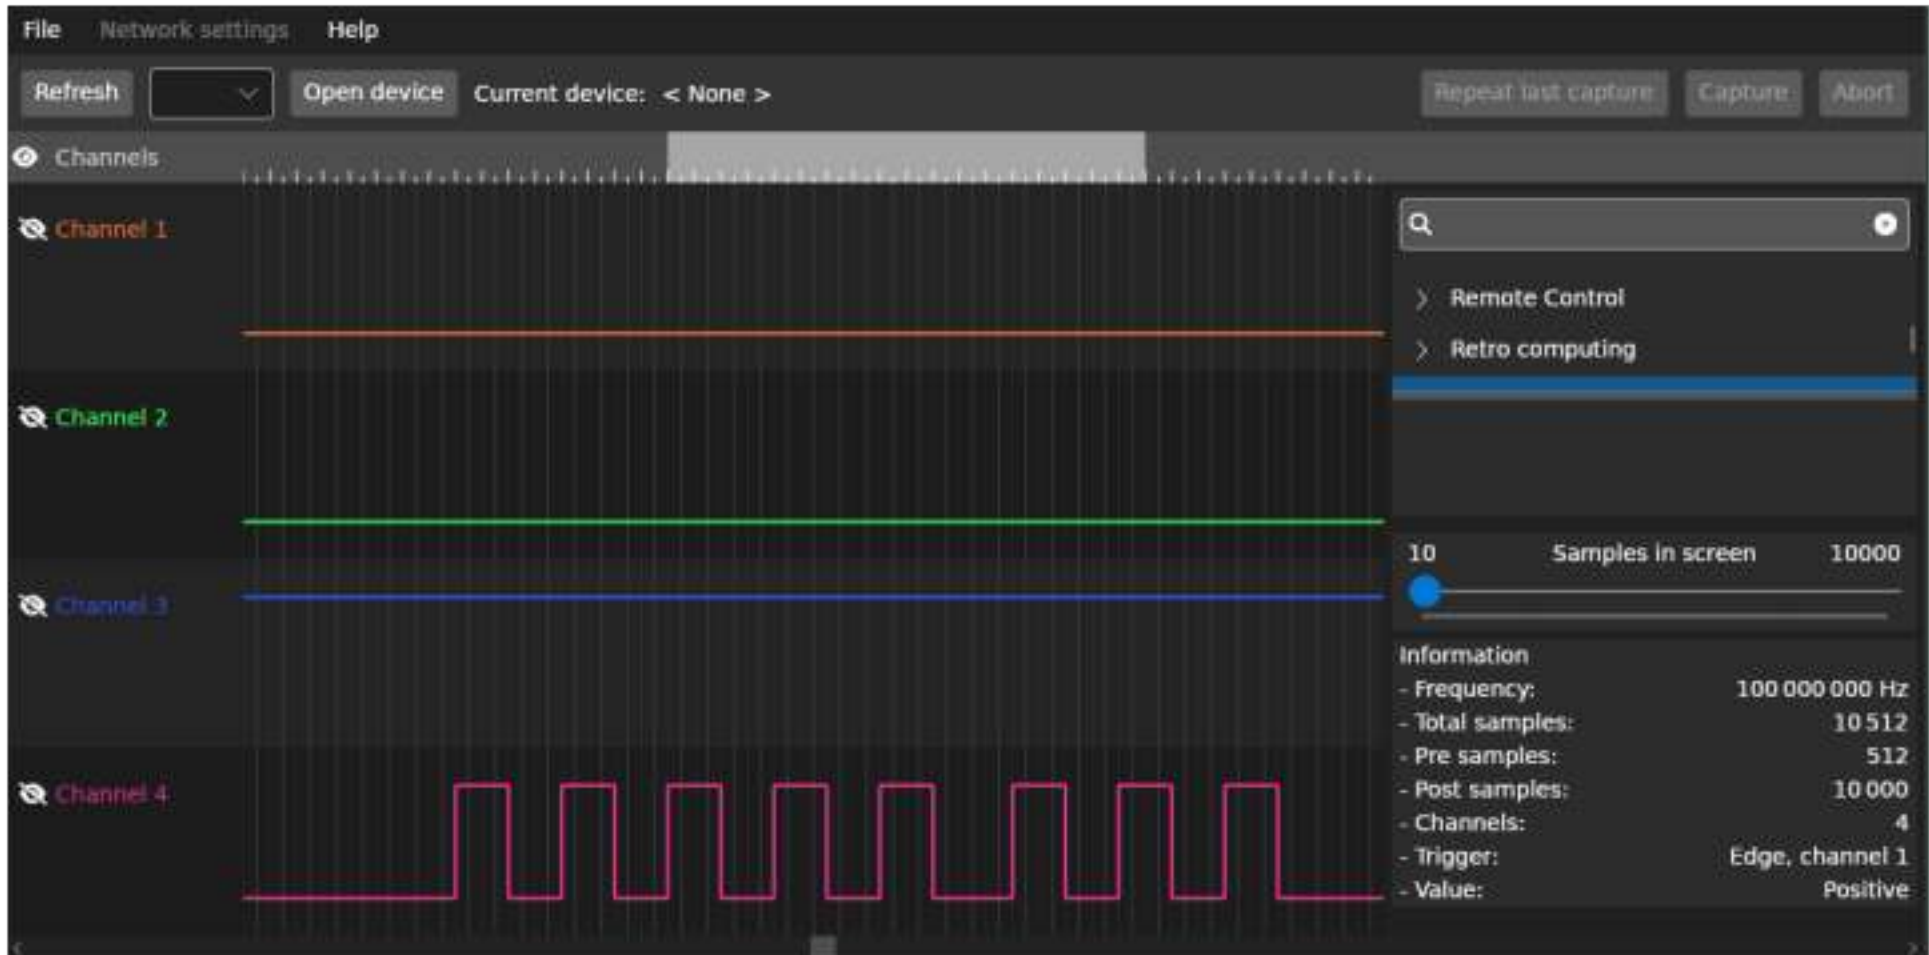 File Network settings Help
Refresh Open device Current device: < None > Repeat last capture Capture Abort
Channels
Channel 1
Channel 2
Channel 3
Channel 4
Remote Control
Retro computing
10 Samples in screen 10000
Information
- Frequency: 100 000 000 Hz
- Total samples: 10 512
- Pre samples: 512
- Post samples: 10 000
- Channels: 4
- Trigger: Edge, channel 1
- Value: Positive